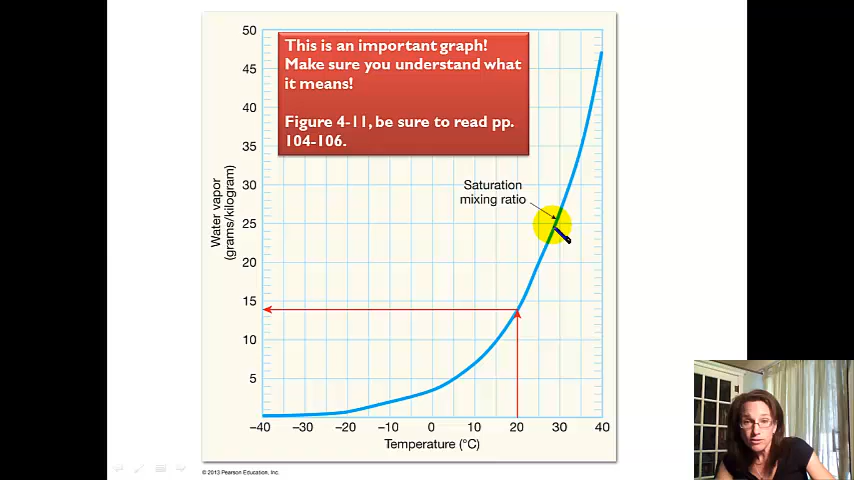 This is an important graph!
Make sure you understand what
it means!
Figure 4-11, be sure to read pp.
104-106.
50
45
40
35
30
25
20
15
10
5
Water vapor
(grams/kilogram)
Saturation
mixing ratio
−40 −30 −20 −10 0 10 20 30 40
Temperature (°C)
© 2013 Pearson Education, Inc.